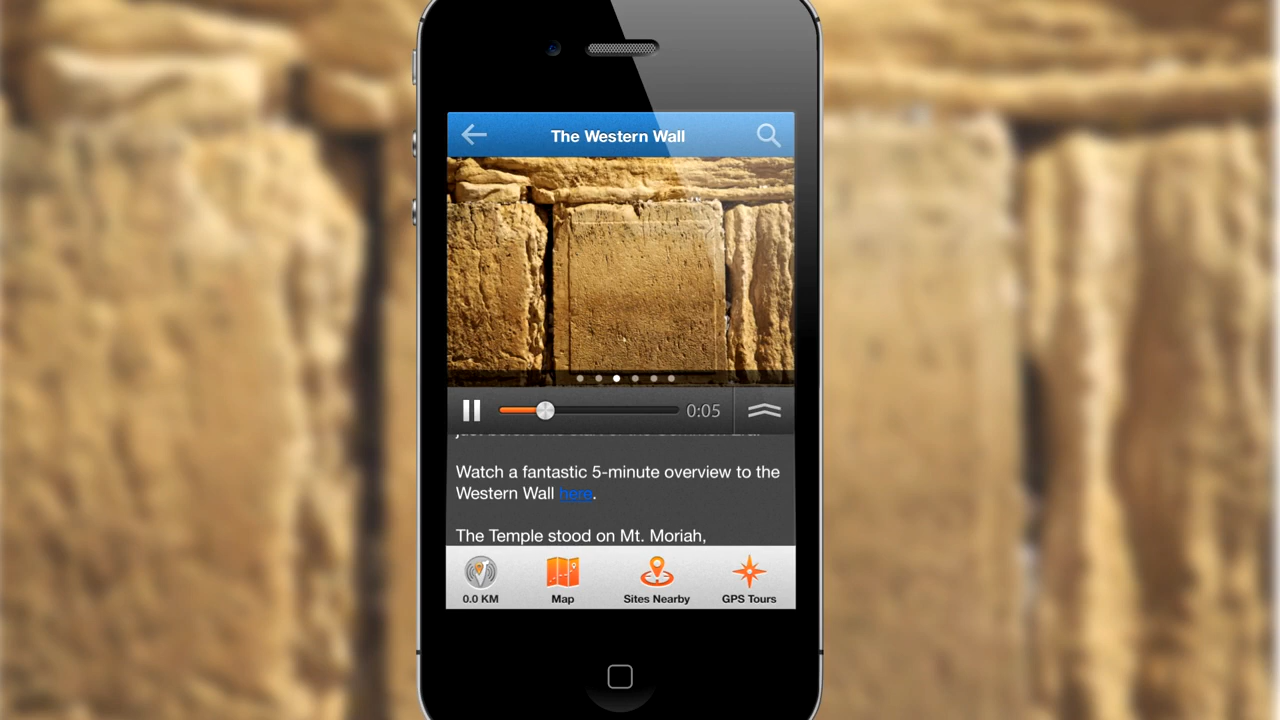 The Western Wall
0:05
Watch a fantastic 5-minute overview to the
Western Wall here.
The Temple stood on Mt. Moriah,
0.0 KM
Map
Sites Nearby
GPS Tours